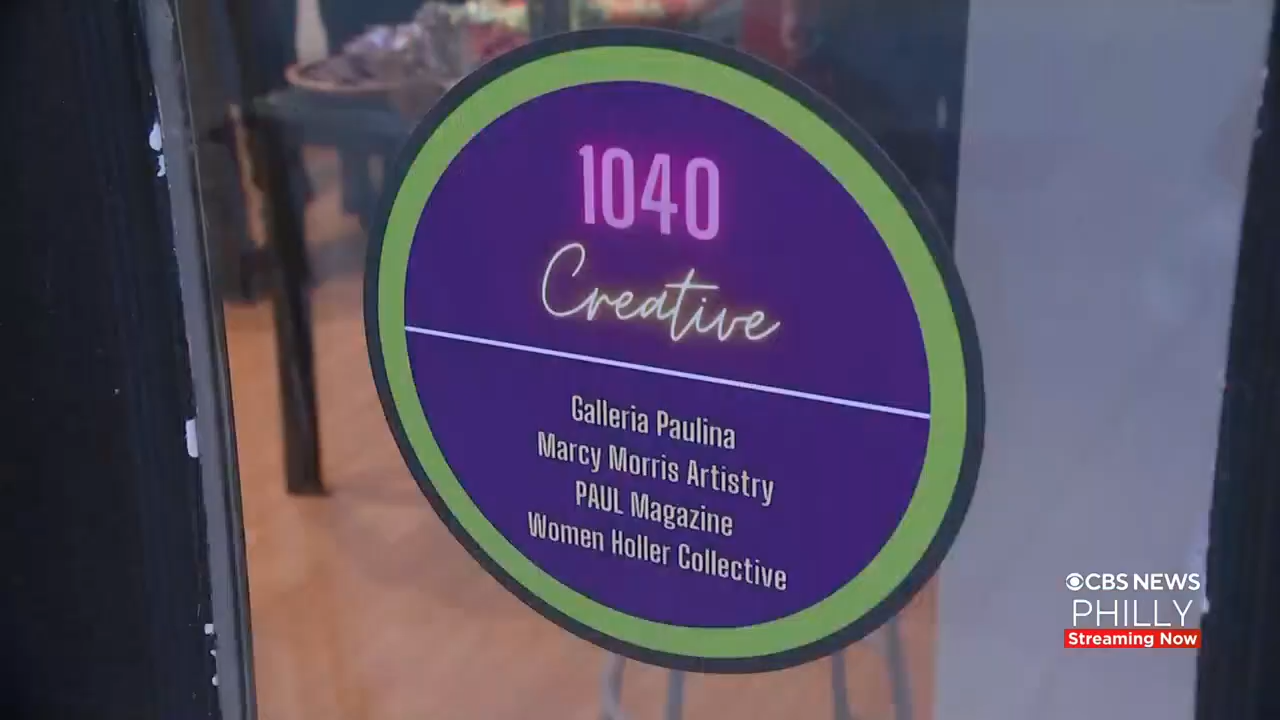 1040
Creative
Galleria Paulina
Marcy Morris Artistry
PAUL Magazine
Women Holler Collective
CBS NEWS
PHILLY
Streaming Now